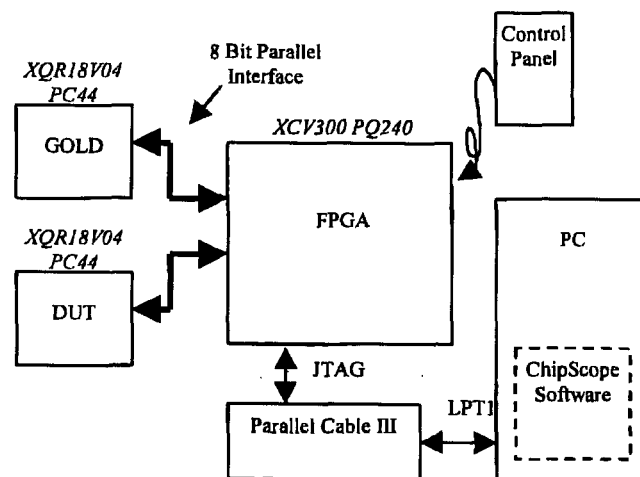 XQR18V04
PC44
GOLD
8 Bit Parallel
Interface
Control
Panel
XCV300 PQ240
FPGA
XQR18V04
PC44
DUT
PC
JTAG
ChipScope
Software
LPT1
Parallel Cable III